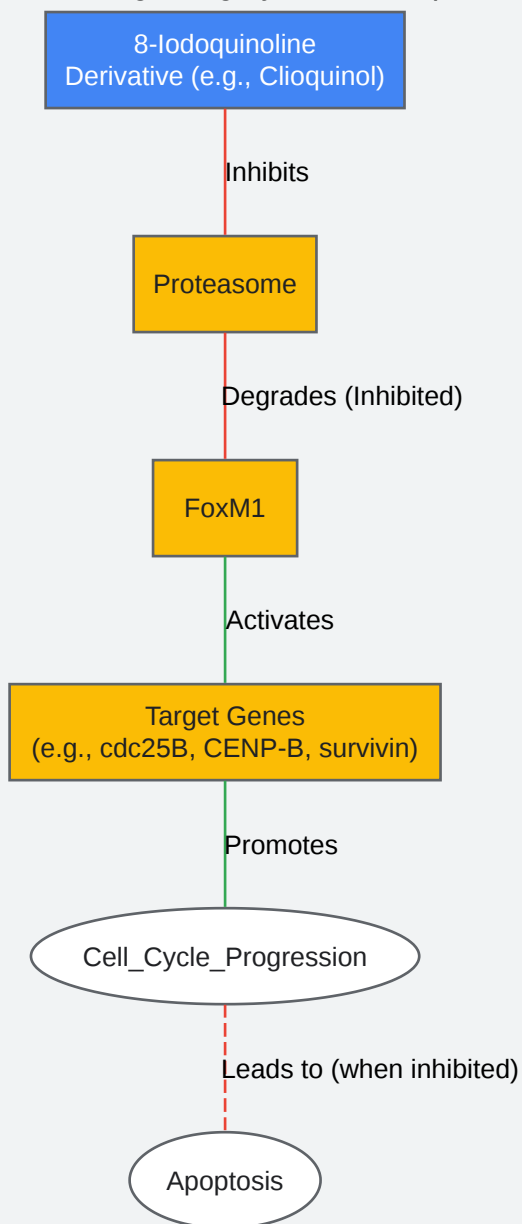 8-Iodoquinoline
Derivative (e.g., Clioquinol)
Inhibits
Proteasome
Degrades (Inhibited)
FoxM1
Activates
Target Genes
(e.g., cdc25B, CENP-B, survivin)
Promotes
Cell_Cycle_Progression
Leads to (when inhibited)
Apoptosis